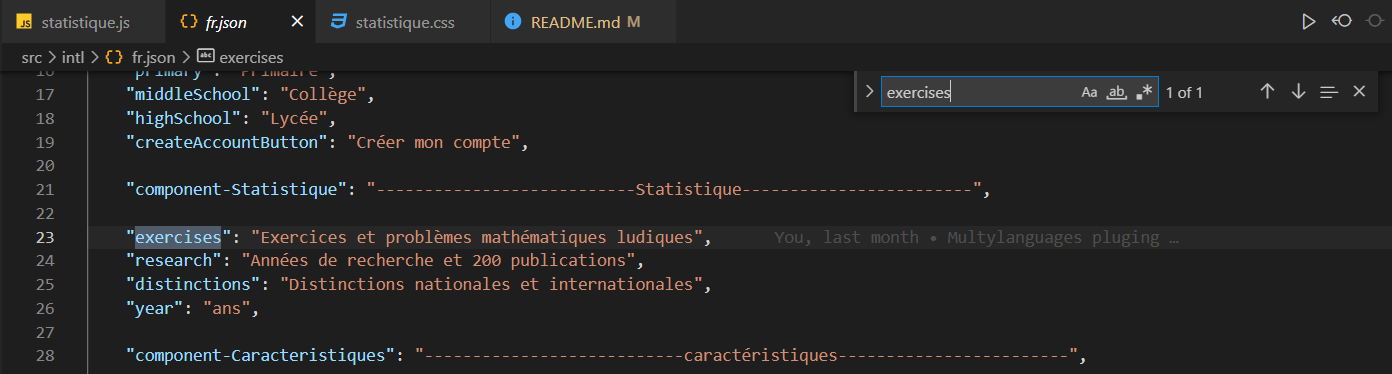 statistique.js fr.json statistique.css README.md M
src > intl > fr.json > exercises
exercises Aa ab 1 of 1
16 "primary": "Primaire",
17 "middleSchool": "Collège",
18 "highSchool": "Lycée",
19 "createAccountButton": "Créer mon compte",
20
21 "component-Statistique": "---------------------------Statistique------------------------",
22
23 "exercises": "Exercices et problèmes mathématiques ludiques", You, last month • Multylanguages pluging …
24 "research": "Années de recherche et 200 publications",
25 "distinctions": "Distinctions nationales et internationales",
26 "year": "ans",
27
28 "component-Caracteristiques": "---------------------------caractéristiques------------------------",